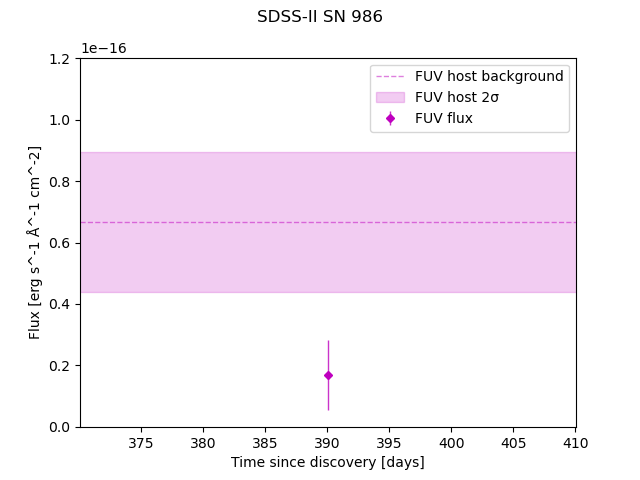 SDSS-II SN 986
1e−16
FUV host background
FUV host 2σ
FUV flux
1.2
1.0
0.8
0.6
0.4
0.2
0.0
Flux [erg s^-1 Å^-1 cm^-2]
375 380 385 390 395 400 405 410
Time since discovery [days]